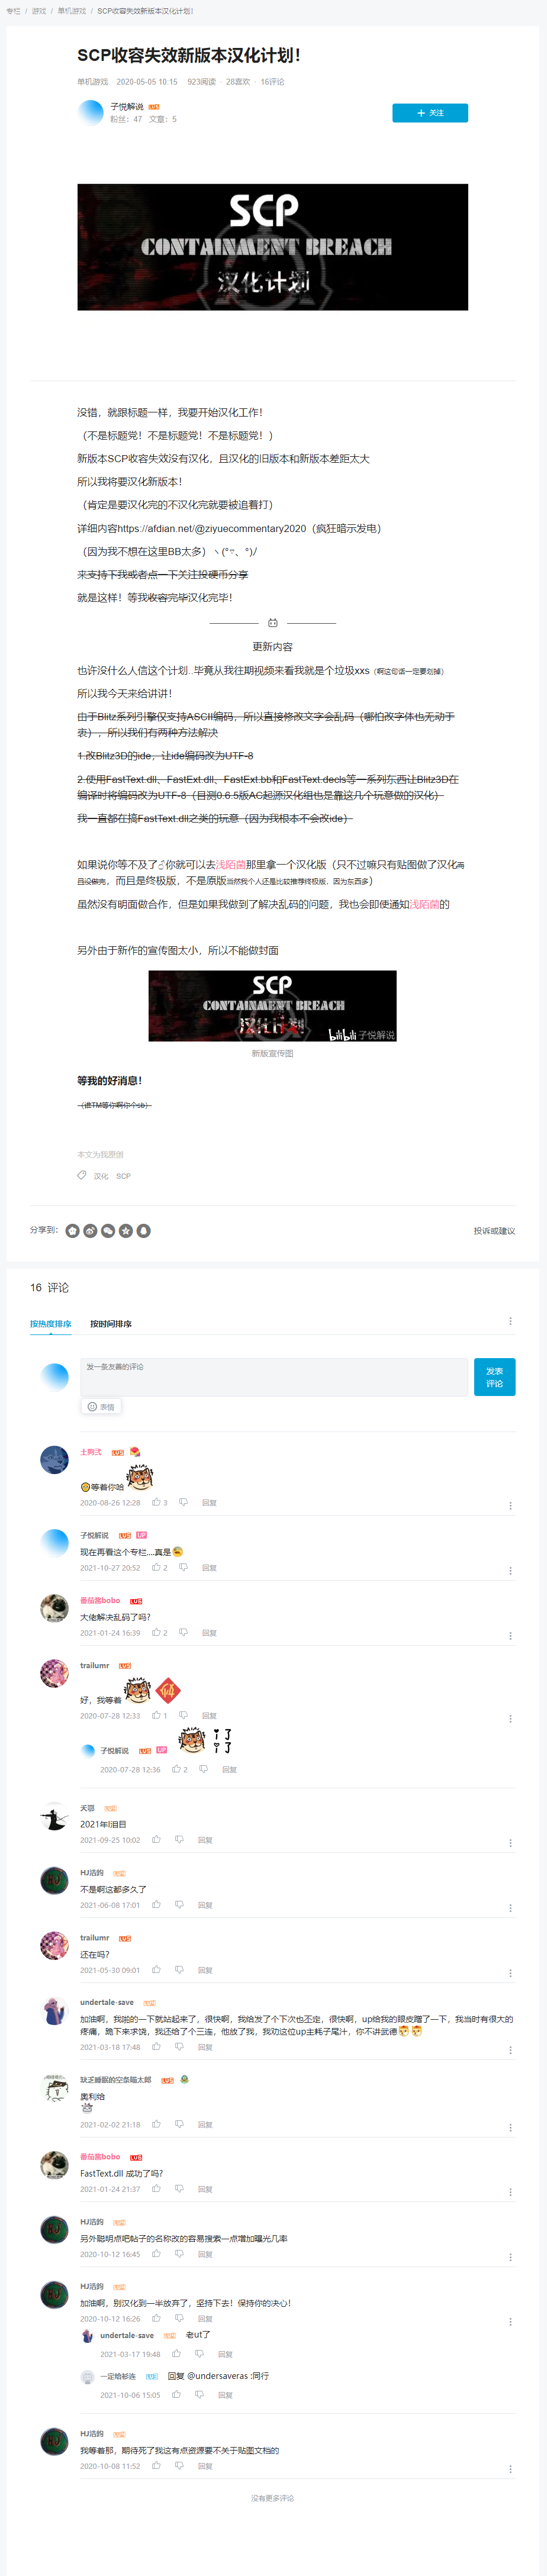 专栏 / 游戏 / 单机游戏 / SCP收容失效新版本汉化计划！
SCP收容失效新版本汉化计划！
单机游戏 2020-05-05 10:15 923阅读 · 28喜欢 · 16评论
子悦解说 LV5
粉丝：47 文章：5
关注
SCP
CONTAINMENT BREACH
汉化计划
没错，就跟标题一样，我要开始汉化工作！
（不是标题党！不是标题党！不是标题党！）
新版本SCP收容失效没有汉化，且汉化的旧版本和新版本差距太大
所以我将要汉化新版本！
（肯定是要汉化完的不汉化完就要被追着打）
详细内容https://afdian.net/@ziyuecommentary2020（疯狂暗示发电）
（因为我不想在这里BB太多）
来支持下我或者点一下关注投硬币分享
就是这样！等我收容完毕汉化完毕！
更新内容
也许没什么人信这个计划..毕竟从我往期视频来看我就是个垃圾xxs（啊这句话一定要划掉）
所以我今天来给讲讲！
由于Blitz系列引擎仅支持ASCII编码，所以直接修改文字会乱码（哪怕改字体也无动于
衷），所以我们有两种方法解决
1.改Blitz3D的ide，让ide编码改为UTF-8
2.使用FastText.dll、FastExt.dll、FastExt.bb和FastText.decls等一系列东西让Blitz3D在
编译时将编码改为UTF-8（目测0.6.5版AC起源汉化组也是靠这几个玩意做的汉化）
我一直都在搞FastText.dll之类的玩意（因为我根本不会改ide）
如果说你等不及了，你就可以去浅陌菌那里拿一个汉化版（只不过嘛只有贴图做了汉化而
且没做完，而且是终极版，不是原版当然我个人还是比较推荐终极版，因为东西多）
虽然没有明面做合作，但是如果我做到了解决乱码的问题，我也会即使通知浅陌菌的
另外由于新作的宣传图太小，所以不能做封面
SCP
CONTAINMENT BREACH
汉化计划
bilibili 子悦解说
新版宣传图
等我的好消息！
（谁TM等你啊你个sb）
本文为我原创
汉化 SCP
分享到：
投诉或建议
16 评论
按热度排序 按时间排序
发一条友善的评论
发表
评论
表情
土狗弎 LV5
等着你哈
2020-08-26 12:28 3 回复
子悦解说 LV5 UP
现在再看这个专栏....真是
2021-10-27 20:52 2 回复
番茄酱bobo LV6
大佬解决乱码了吗?
2021-01-24 16:39 2 回复
trailumr LV5
好，我等着
2020-07-28 12:33 1 回复
子悦解说 LV5 UP
2020-07-28 12:36 2 回复
LV4
2021年l泪目
2021-09-25 10:02 回复
LV4
不是啊这都多久了
2021-06-08 17:01 回复
trailumr LV5
还在吗?
2021-05-30 09:01 回复
undertale-save LV4
加油啊，我啪的一下就站起来了，很快啊，我给发了个下次也丕定，很快啊，up给我的眼皮蹭了一下，我当时有很大的
疼痛，跪下来求饶，我还给了个三连，他放了我，我劝这位up主耗子尾汁，你不讲武德
2021-03-18 17:48 回复
缺乏睡眠的空条瞄太郎 LV5
奥利给
2021-02-02 21:18 回复
番茄酱bobo LV6
FastText.dll 成功了吗?
2021-01-24 21:37 回复
LV4
另外聪明点吧帖子的名称改的容易搜索一点增加曝光几率
2020-10-12 16:45 回复
LV4
加油啊，别汉化到一半放弃了，坚持下去！保持你的决心！
2020-10-12 16:26 回复
undertale-save LV4 老ut了
2021-03-17 19:48 回复
回复 @undersaveras :同行
2021-10-06 15:05 回复
LV4
我等着那，期待死了我这有点资源要不关于贴图文档的
2020-10-08 11:52 回复
没有更多评论